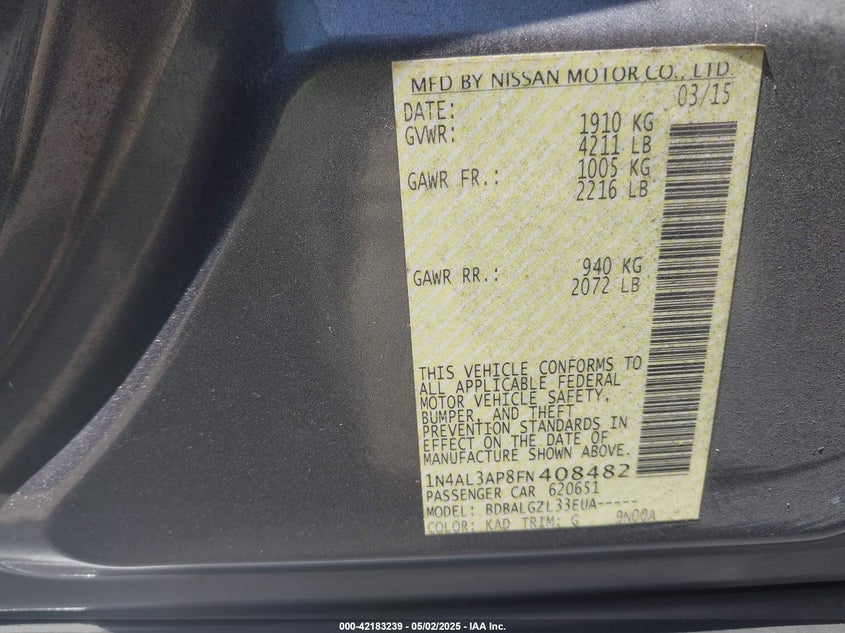 MFD BY NISSAN MOTOR CO., LTD.
DATE: 03/15
GVWR: 1910 KG
4211 LB
GAWR FR.: 1005 KG
2216 LB
GAWR RR.: 940 KG
2072 LB
THIS VEHICLE CONFORMS TO
ALL APPLICABLE FEDERAL
MOTOR VEHICLE SAFETY,
BUMPER, AND THEFT
PREVENTION STANDARDS IN
EFFECT ON THE DATE OF
MANUFACTURE SHOWN ABOVE.
1N4AL3AP8FN408482
PASSENGER CAR 620651
MODEL: BDBALGZL33EUA-----
COLOR: KAD TRIM: G 9N00A
000-42183239 - 05/02/2025 - IAA Inc.